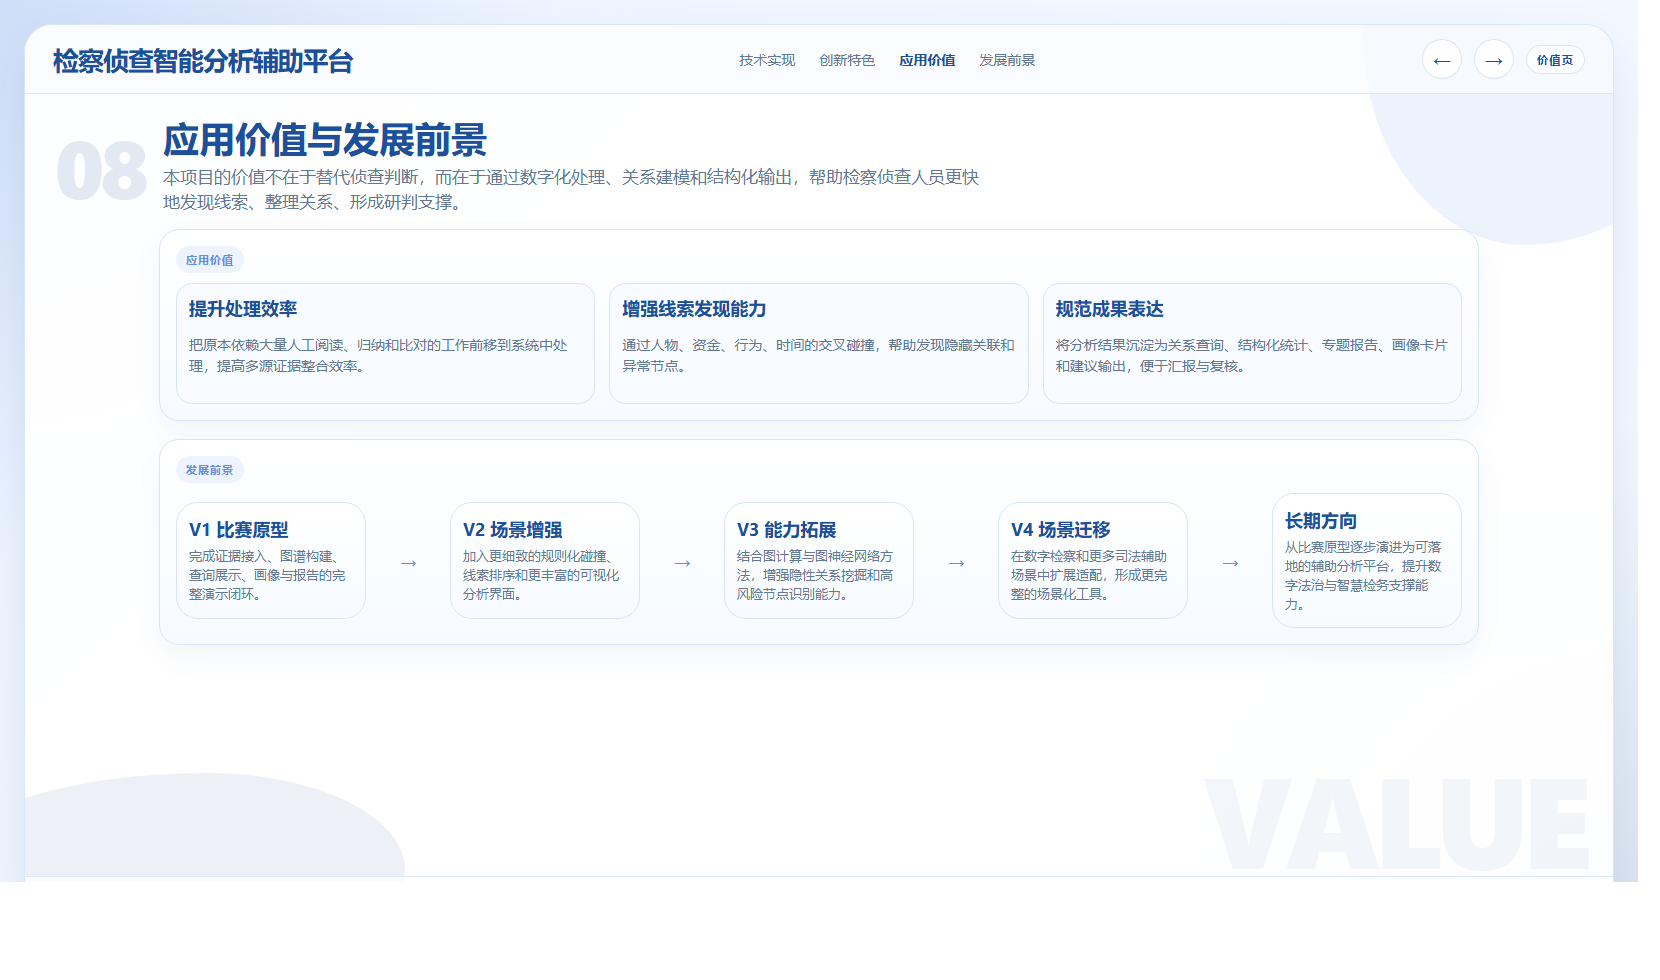 检察侦查智能分析辅助平台
技术实现 创新特色 应用价值 发展前景
← → 价值页
08
应用价值与发展前景
本项目的价值不在于替代侦查判断，而在于通过数字化处理、关系建模和结构化输出，帮助检察侦查人员更快
地发现线索、整理关系、形成研判支撑。
应用价值
提升处理效率
把原本依赖大量人工阅读、归纳和比对的工作前移到系统中处
理，提高多源证据整合效率。
增强线索发现能力
通过人物、资金、行为、时间的交叉碰撞，帮助发现隐藏关联和
异常节点。
规范成果表达
将分析结果沉淀为关系查询、结构化统计、专题报告、画像卡片
和建议输出，便于汇报与复核。
发展前景
V1 比赛原型
完成证据接入、图谱构建、
查询展示、画像与报告的完
整演示闭环。
→
V2 场景增强
加入更细致的规则化碰撞、
线索排序和更丰富的可视化
分析界面。
→
V3 能力拓展
结合图计算与图神经网络方
法，增强隐性关系挖掘和高
风险节点识别能力。
→
V4 场景迁移
在数字检察和更多司法辅助
场景中扩展适配，形成更完
整的场景化工具。
→
长期方向
从比赛原型逐步演进为可落
地的辅助分析平台，提升数
字法治与智慧检务支撑能
力。
VALUE